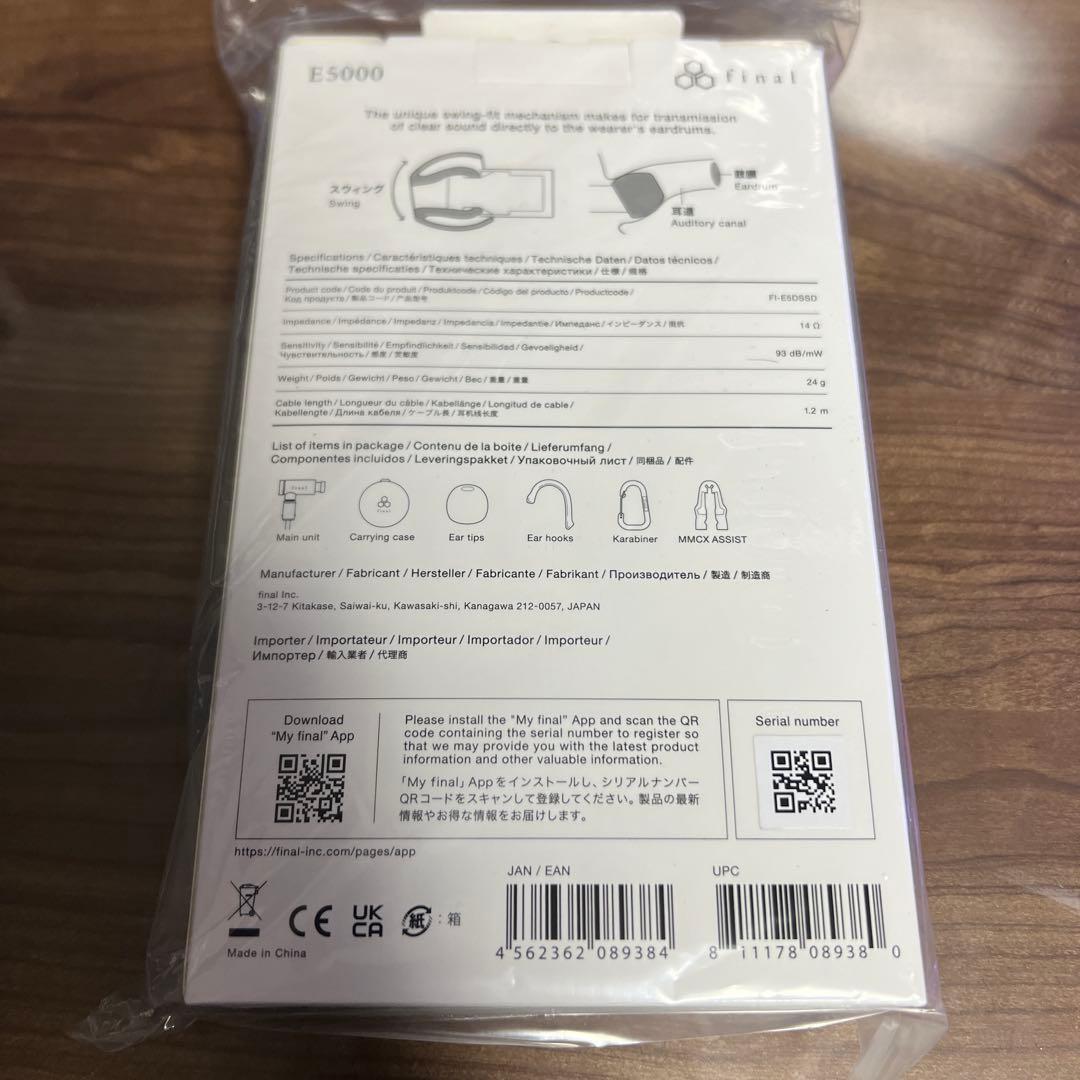 E5000
final
The unique swing-fit mechanism makes for transmission
of clear sound directly to the wearer's eardrums.
スウィング
Swing
鼓膜
Eardrum
耳道
Auditory canal
Specifications / Caractéristiques techniques / Technische Daten / Datos técnicos /
Technische specificaties / Технические характеристики / 仕様 / 规格
Product code / Code du produit / Produktcode / Código del producto / Productcode /
Код продукта / 製品コード / 产品型号
FI-E5DSSD
Impedance / Impédance / Impedanz / Impedancia / Impedantie / Импеданс / インピーダンス / 阻抗
14 Ω
Sensitivity / Sensibilité / Empfindlichkeit / Sensibilidad / Gevoeligheid /
Чувствительность / 感度 / 灵敏度
93 dB/mW
Weight / Poids / Gewicht / Peso / Gewicht / Вес / 重量 / 重量
24 g
Cable length / Longueur du câble / Kabellänge / Longitud de cable /
Kabellengte / Длина кабеля / ケーブル長 / 耳机线长度
1.2 m
List of items in package / Contenu de la boite / Lieferumfang /
Componentes incluidos / Leveringspakket / Упаковочный лист / 同梱品 / 配件
final
final
Main unit
Carrying case
Ear tips
Ear hooks
Karabiner
MMCX ASSIST
Manufacturer / Fabricant / Hersteller / Fabricante / Fabrikant / Производитель / 製造 / 制造商
final Inc.
3-12-7 Kitakase, Saiwai-ku, Kawasaki-shi, Kanagawa 212-0057, JAPAN
Importer / Importateur / Importeur / Importador / Importeur /
Импортер / 輸入業者 / 代理商
Download
"My final" App
Please install the "My final" App and scan the QR
code containing the serial number to register so
that we may provide you with the latest product
information and other valuable information.
「My final」Appをインストールし、シリアルナンバー
QRコードをスキャンして登録してください。製品の最新
情報やお得な情報をお届けします。
Serial number
https://final-inc.com/pages/app
JAN / EAN
UPC
CE
UK
CA
紙
:箱
Made in China
4 562362 089384
8 11178 08938 0